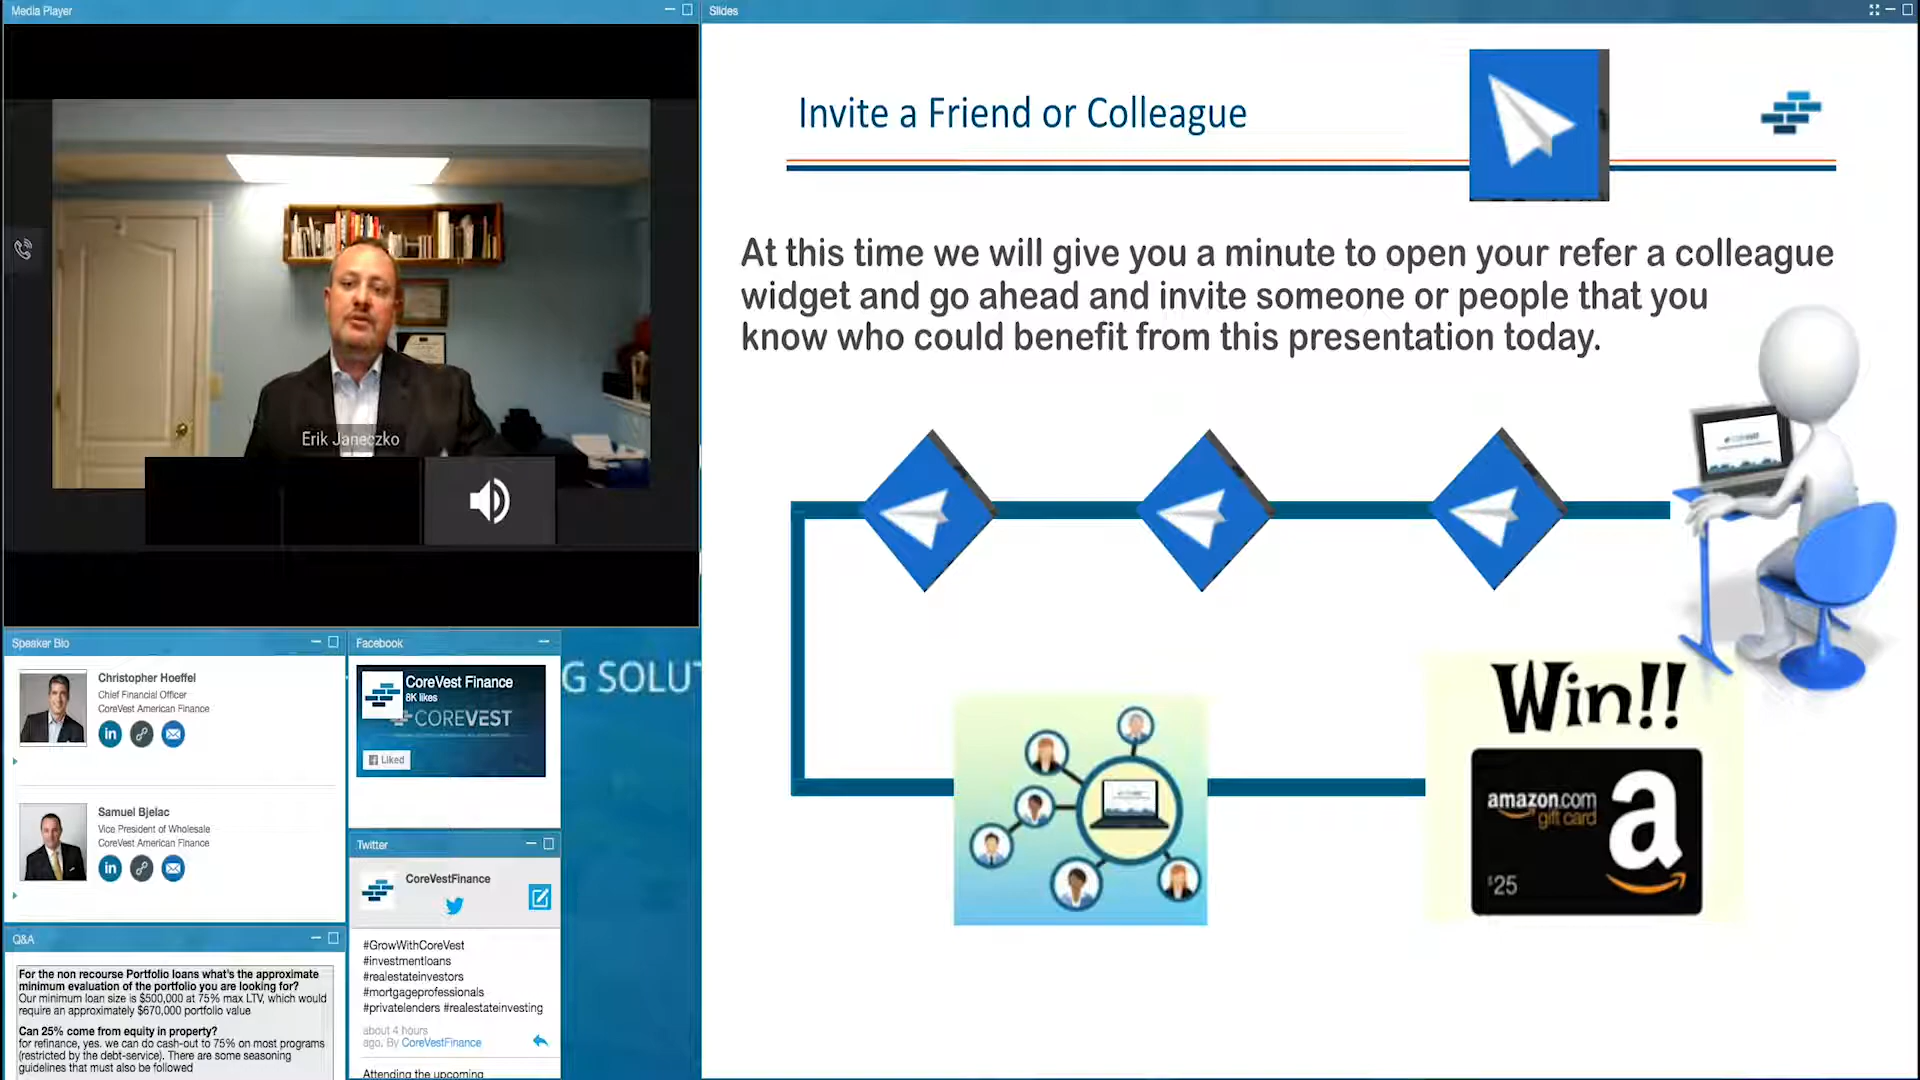 Media Player
Erik Janeczko
Slides
Invite a Friend or Colleague
At this time we will give you a minute to open your refer a colleague
widget and go ahead and invite someone or people that you
know who could benefit from this presentation today.
COREVEST
Win!!
amazon.com
gift card
a
$25
Speaker Bio
Christopher Hoeffel
Chief Financial Officer
CoreVest American Finance
in
Samuel Bjelac
Vice President of Wholesale
CoreVest American Finance
in
Facebook
CoreVest Finance
8K likes
COREVEST
Liked
G SOLUT
Twitter
CoreVestFinance
#GrowWithCoreVest
#investmentloans
#realestateinvestors
#mortgageprofessionals
#privatelenders #realestateinvesting
about 4 hours
ago. By CoreVestFinance
Attending the upcoming
Q&A
For the non recourse Portfolio loans what's the approximate
minimum evaluation of the portfolio you are looking for?
Our minimum loan size is $500,000 at 75% max LTV, which would
require an approximately $670,000 portfolio value
Can 25% come from equity in property?
for refinance, yes. we can do cash-out to 75% on most programs
(restricted by the debt-service). There are some seasoning
guidelines that must also be followed